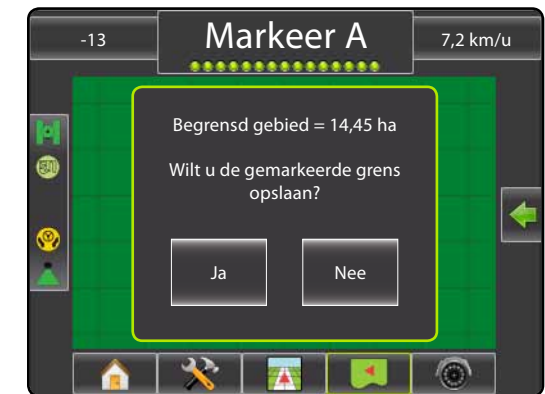 -13
Markeer A
7,2 km/u
Begrensd gebied = 14,45 ha
Wilt u de gemarkeerde grens
opslaan?
Ja
Nee